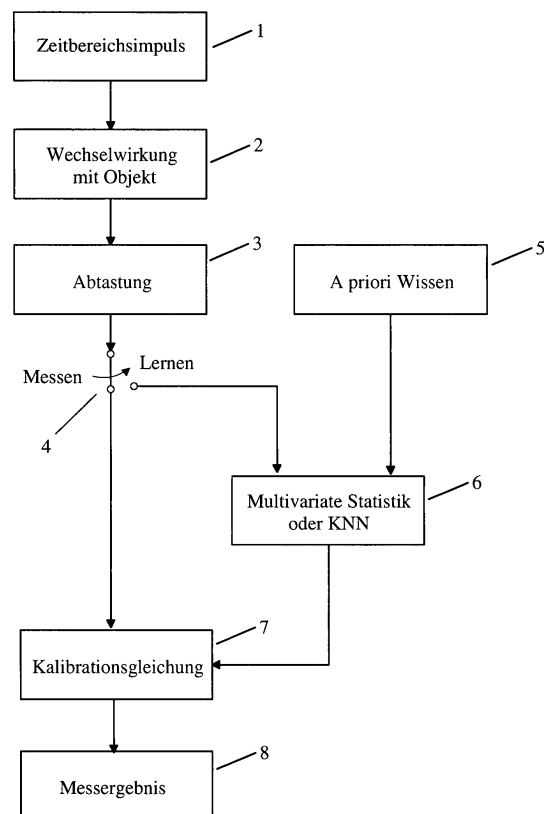 Zeitbereichsimpuls
1
Wechselwirkung
mit Objekt
2
Abtastung
3
A priori Wissen
5
Messen
Lernen
4
Multivariate Statistik
oder KNN
6
Kalibrationsgleichung
7
Messergebnis
8